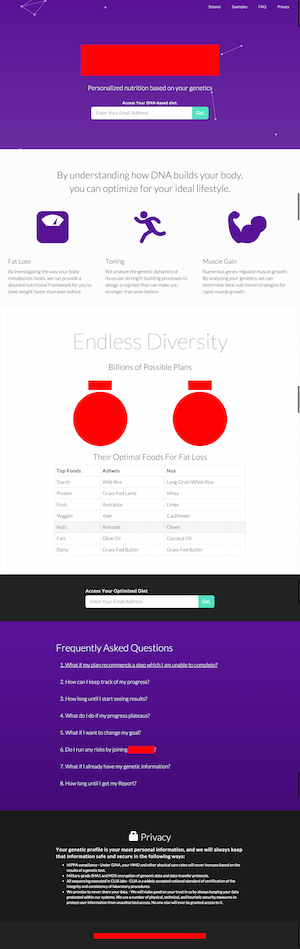 Science Examples FAQ Privacy
Personalized nutrition based on your genetics
Access Your DNA-based diet:
Enter Your Email Address Go!
By understanding how DNA builds your body,
you can optimize for your ideal lifestyle.
Fat Loss Toning Muscle Gain
By investigating the way your body
metabolizes foods, we can provide a
detailed nutritional framework for you to
shed weight faster than ever before.
We analyze the genetic dynamics of
muscular strength-building processes to
design a regimen that can make you
stronger than ever before.
Numerous genes regulate muscle growth.
By analyzing your genetics, we can
determine ideal nutritional strategies for
rapid muscle growth.
Endless Diversity
Billions of Possible Plans
Their Optimal Foods For Fat Loss
Top Foods Ashwin Nus
Starch Wild Rice Long-Grain White Rice
Protein Grass-Fed Lamb Whey
Fruit Avocados Limes
Veggies Kale Cauliflower
Nuts Almonds Olives
Fats Olive Oil Coconut Oil
Dairy Grass Fed Butter Grass Fed Butter
Access Your Optimized Diet
Enter Your Email Address Go!
Frequently Asked Questions
1. What if my plan recommends a step which I am unable to complete?
2. How can I keep track of my progress?
3. How long until I start seeing results?
4. What do I do if my progress plateaus?
5. What if I want to change my goal?
6. Do I run any risks by joining ?
7. What if I already have my genetic information?
8. How long until I get my Report?
Privacy
Your genetic profile is your most personal information, and we will always keep
that information safe and secure in the following ways:
HIPPA compliance - Under GINA, your HMO and other physical care rates will never increase based on the
results of a genetic test.
Military grade SHA2 and MD5 encryption of genomic data and data transfer protocols.
All sequencing executed in CLIA labs - CLIA is a widely accepted national standard of certification of the
integrity and consistency of laboratory procedures.
We promise to never share your data - We will make good on your trust in us by always keeping your data
protected within our systems. We use a number of physical, technical, and heuristic security measures to
protect user information from unauthorized access. No one else will ever be granted access to it.